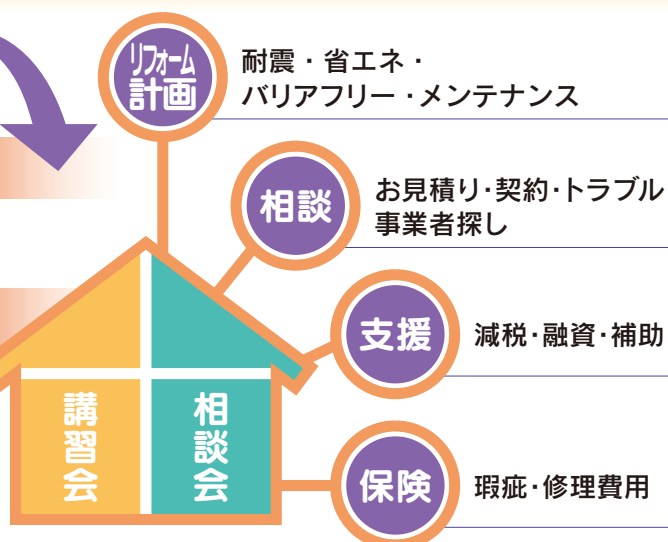 リフォーム
計画
耐震・省エネ・
バリアフリー・メンテナンス
相談
お見積り・契約・トラブル
事業者探し
支援
減税・融資・補助
講習会
相談会
保険
瑕疵・修理費用